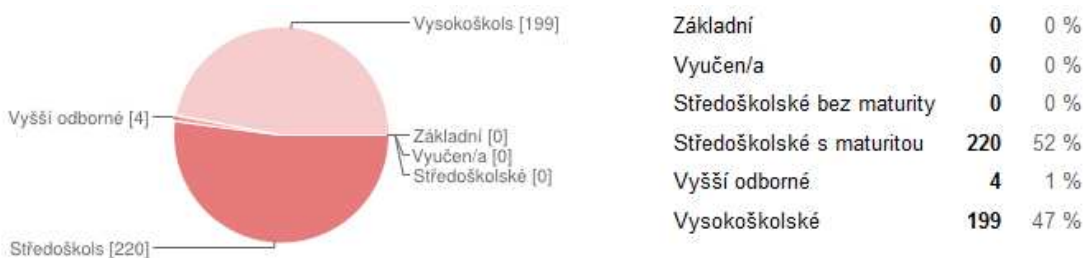 Vysokoškols [199]
Vyšší odborné [4]
Základní [0]
Vyučen/a [0]
Středoškolské [0]
Středoškols [220]
Základní 0 0 %
Vyučen/a 0 0 %
Středoškolské bez maturity 0 0 %
Středoškolské s maturitou 220 52 %
Vyšší odborné 4 1 %
Vysokoškolské 199 47 %